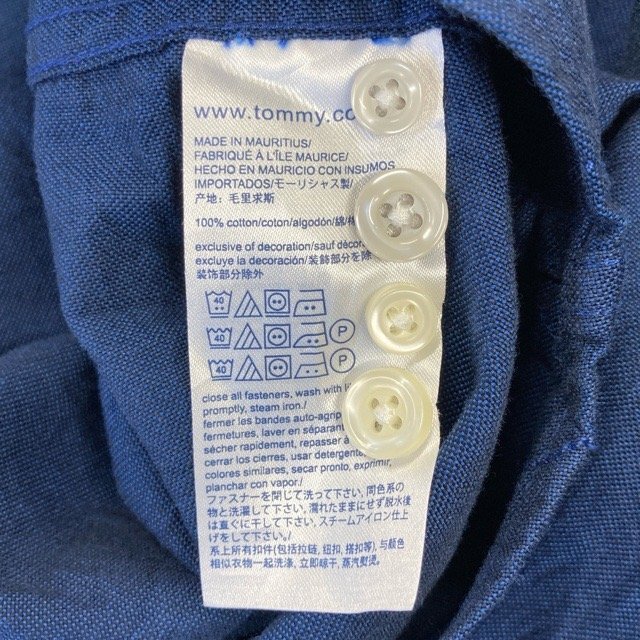 www.tommy.co
MADE IN MAURITIUS/
FABRIQUÉ À L'ÎLE MAURICE/
HECHO EN MAURICIO CON INSUMOS
IMPORTADOS/モーリシャス製/
产地: 毛里求斯
100% cotton/coton/algodón/綿/
exclusive of decoration/sauf
excluye la decoración/装飾部分を除
装饰部分除外
40
40 P
40 P
close all fasteners, wash with
promptly, steam iron./
fermer les bandes auto-agrip
fermetures, laver en
sécher rapidement, repasser à
cerrar los cierres, usar detergente
colores similares, secar pronto, exprimir,
planchar con vapor./
ファスナーを閉じて洗って下さい, 同色系の
物と洗濯して下さい, 濡れたままにせず脱水後
は直ぐに干して下さい, スチームアイロン仕上
げをして下さい。/
系上所有扣件(包括拉链, 纽扣, 搭扣等), 与颜色
相似衣物一起洗涤, 立即晾干, 蒸汽熨烫。